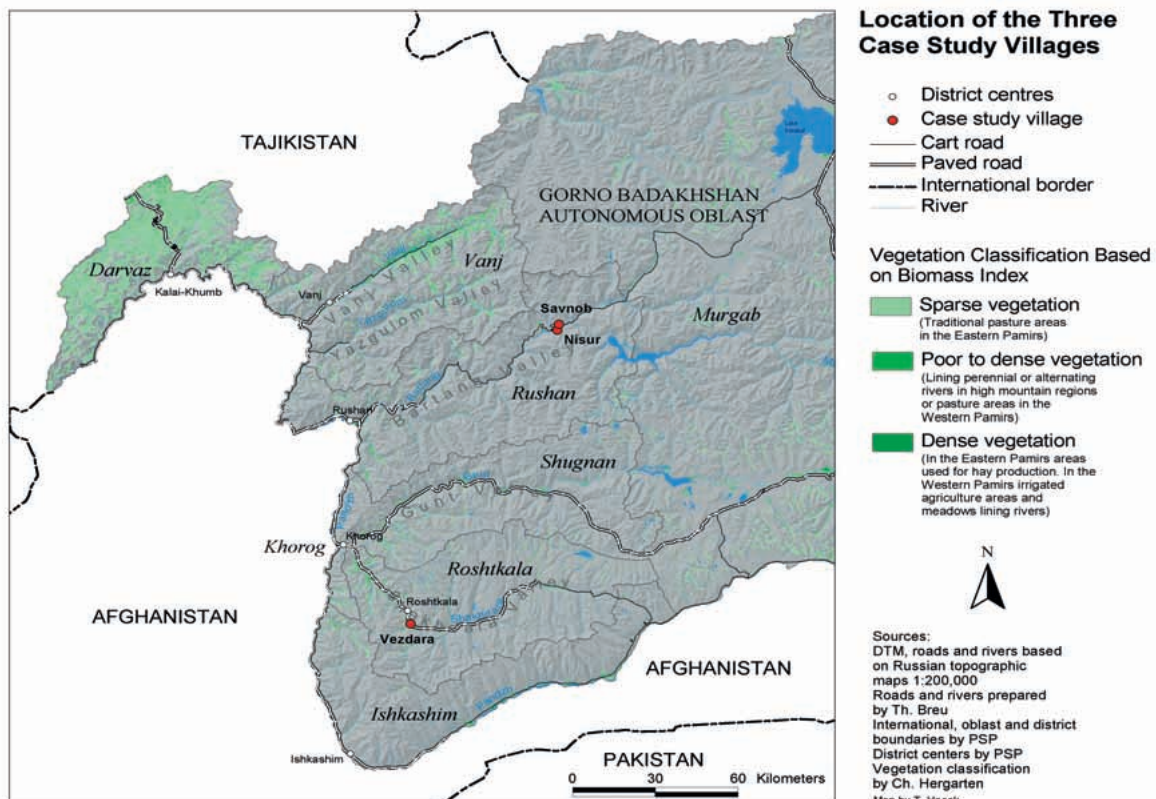 Location of the Three
Case Study Villages
District centres
Case study village
Cart road
Paved road
International border
River
Vegetation Classification Based
on Biomass Index
Sparse vegetation
(Traditional pasture areas
in the Eastern Pamirs)
Poor to dense vegetation
(Lining perennial or alternating
rivers in high mountain regions
or pasture areas in the
Western Pamirs)
Dense vegetation
(In the Eastern Pamirs areas
used for hay production. In the
Western Pamirs irrigated
agriculture areas and
meadows lining rivers)
N
Sources:
DTM, roads and rivers based
on Russian topographic
maps 1:200,000
Roads and rivers prepared
by Th. Breu
International, oblast and district
boundaries by PSP
District centers by PSP
Vegetation classification
by Ch. Hergarten
TAJIKISTAN
GORNO BADAKHSHAN
AUTONOMOUS OBLAST
Darvaz
Kalai-Khumb
Vanj
Vanj
Vanj Valley
Yazgulom Valley
Savnob
Nisur
Murgab
Bartang Valley
Rushan
Rushan
Shugnan
Gunt
Khorog
Khorog
Roshtkala
Roshtkala
Valley
Vezdara
AFGHANISTAN
AFGHANISTAN
Ishkashim
Ishkashim
PAKISTAN
0 30 60 Kilometers